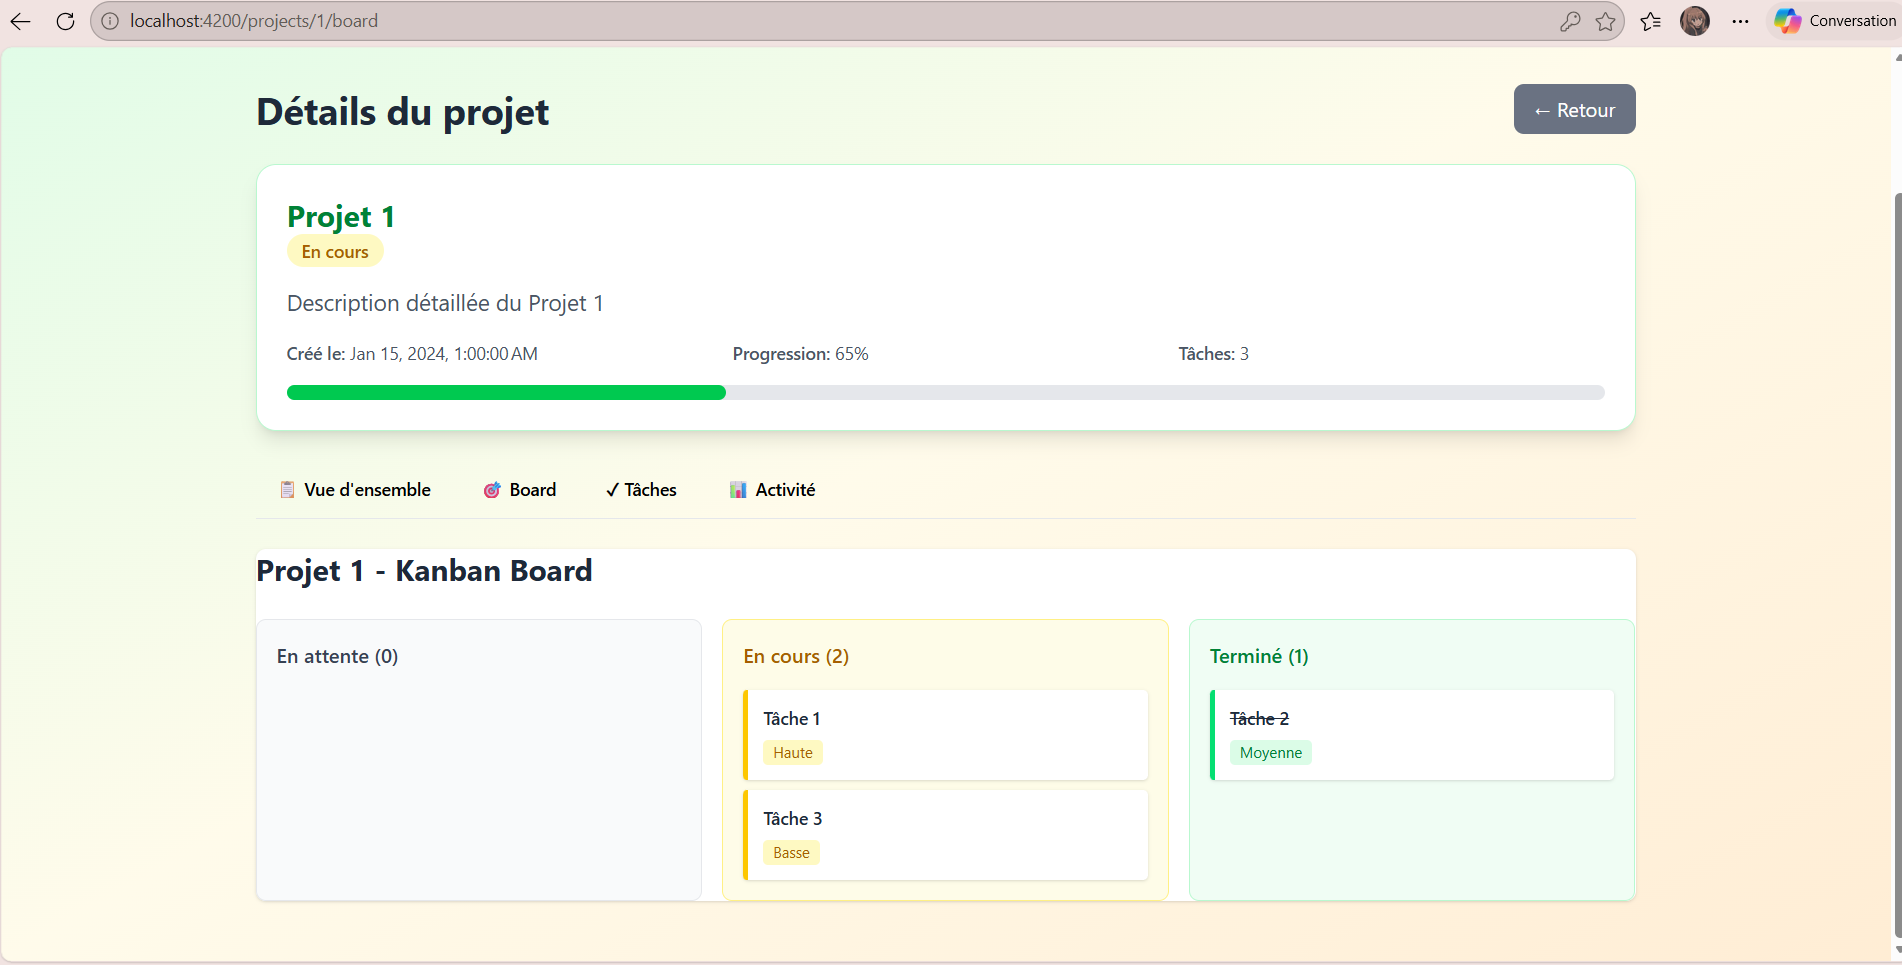 localhost:4200/projects/1/board
Conversation
Détails du projet
← Retour
Projet 1
En cours
Description détaillée du Projet 1
Créé le: Jan 15, 2024, 1:00:00 AM
Progression: 65%
Tâches: 3
Vue d'ensemble
Board
✓ Tâches
Activité
Projet 1 - Kanban Board
En attente (0)
En cours (2)
Tâche 1
Haute
Tâche 3
Basse
Terminé (1)
Tâche 2
Moyenne